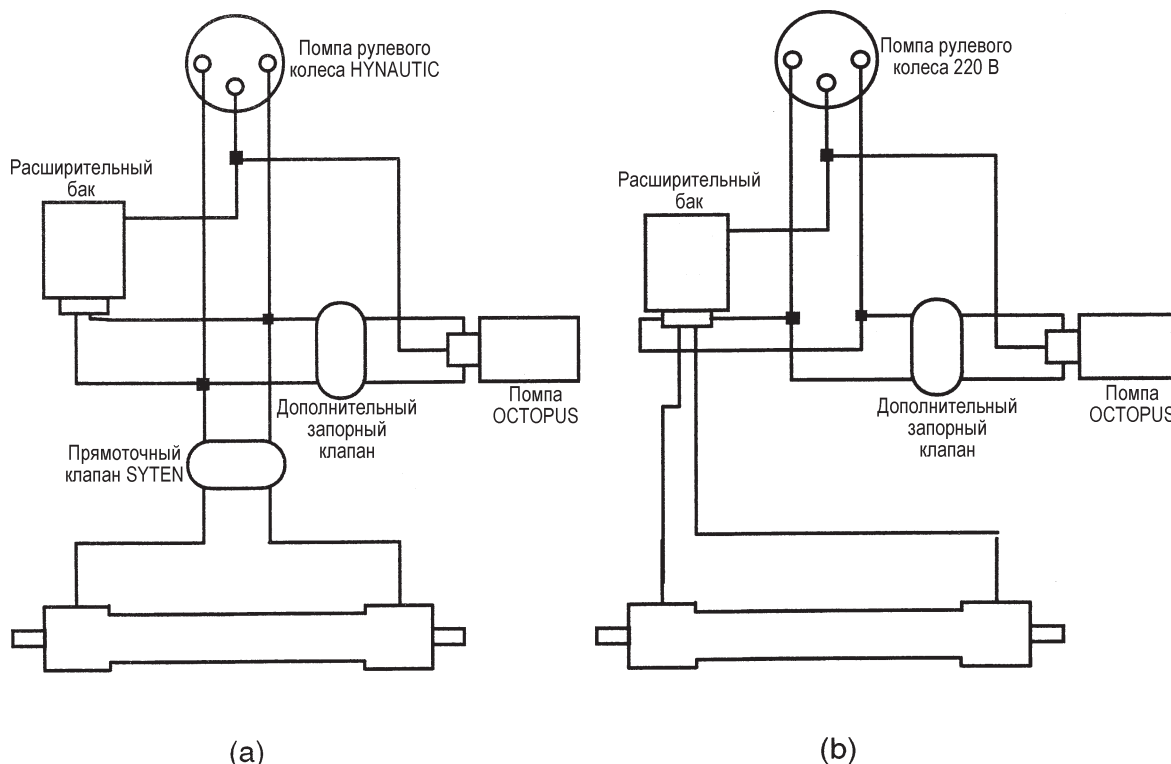 Помпа рулевого
колеса HYNAUTIC
Расширительный
бак
Дополнительный
запорный
клапан
Помпа
OCTOPUS
Прямоточный
клапан SYTEN
(a)
Помпа рулевого
колеса 220 В
Расширительный
бак
Дополнительный
запорный
клапан
Помпа
OCTOPUS
(b)